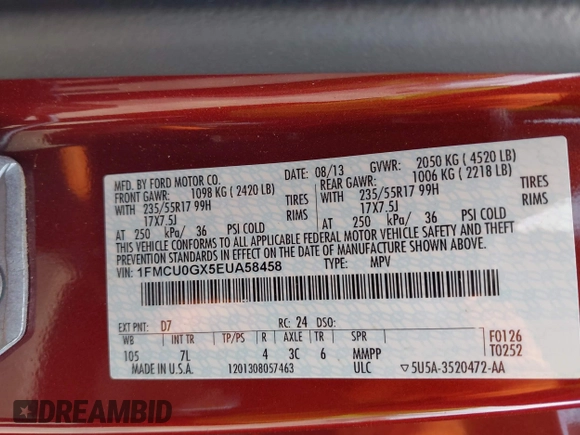 MFD. BY FORD MOTOR CO. DATE: 08/13 GVWR: 2050 KG ( 4520 LB)
FRONT GAWR: 1098 KG ( 2420 LB) REAR GAWR: 1006 KG ( 2218 LB)
WITH 235/55R17 99H TIRES WITH 235/55R17 99H TIRES
17X7.5J RIMS 17X7.5J RIMS
AT 250 kPa/ 36 PSI COLD AT 250 kPa/ 36 PSI COLD
THIS VEHICLE CONFORMS TO ALL APPLICABLE FEDERAL MOTOR VEHICLE SAFETY AND THEFT
PREVENTION STANDARDS IN EFFECT ON THE DATE OF MANUFACTURE SHOWN ABOVE.
VIN: 1FMCU0GX5EUA58458 TYPE: MPV
EXT PNT: D7 RC: 24 DSO: F0126
WB TP/PS R AXLE TR SPR T0252
105 7L 4 3C 6 MMPP
MADE IN U.S.A. 1201308057463 ULC ▽5U5A-3520472-AA
DREAMBID